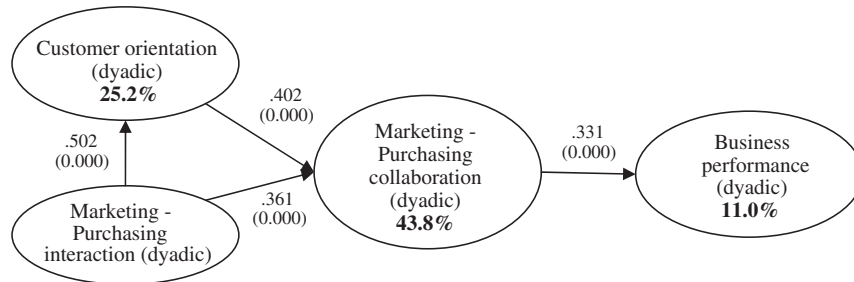 Customer orientation
(dyadic)
25.2%
.502
(0.000)
.402
(0.000)
Marketing -
Purchasing
interaction (dyadic)
.361
(0.000)
Marketing -
Purchasing
collaboration
(dyadic)
43.8%
.331
(0.000)
Business
performance
(dyadic)
11.0%